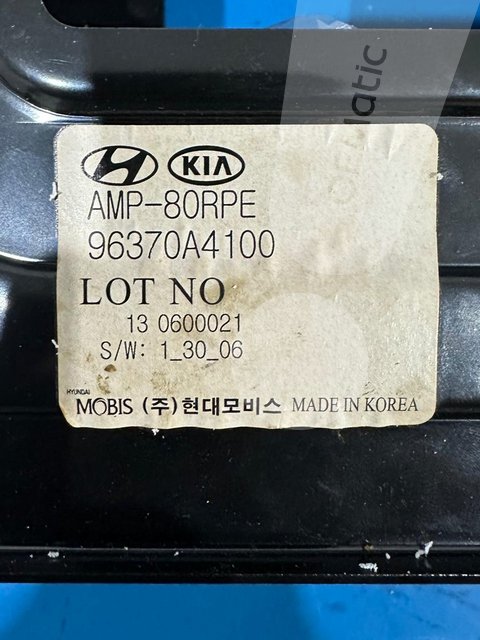 KIA
AMP-80RPE
96370A4100
LOT NO
13 0600021
S/W: 1_30_06
HYUNDAI
MOBIS (주)현대모비스 MADE IN KOREA